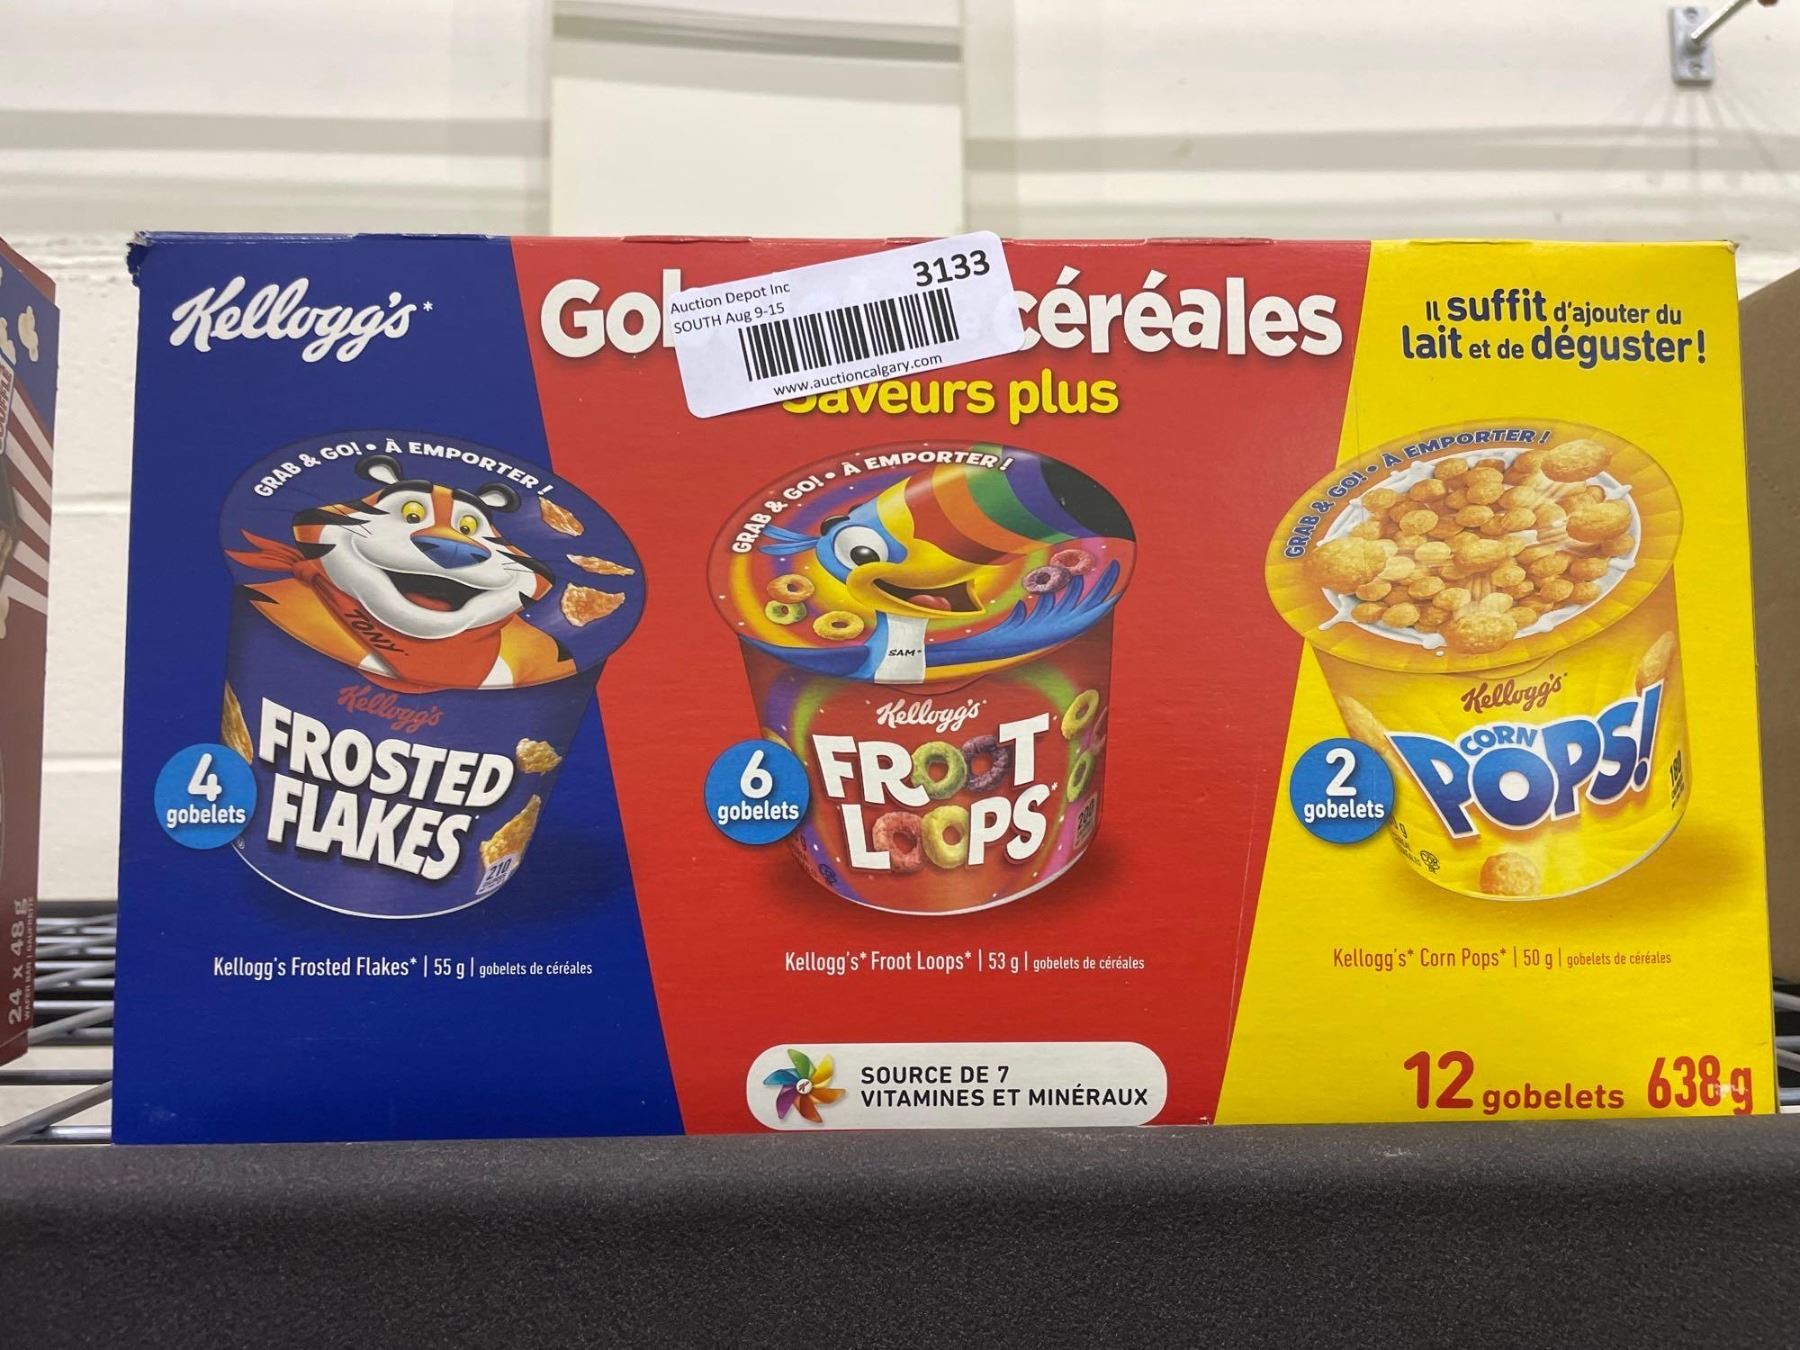 Kellogg's*
Gob
céréales
Saveurs plus
Auction Depot Inc
SOUTH Aug 9-15
3133
www.auctioncalgary.com
Il suffit d'ajouter du
lait et de déguster!
GRAB & GO! • À EMPORTER!
TONY
Kellogg's
FROSTED
FLAKES
210
4
gobelets
GRAB & GO! • À EMPORTER!
SAM
Kellogg's
FROOT
LOOPS*
200
6
gobelets
GRAB & GO! • À EMPORTER!
Kellogg's
CORN
POPS!
180
2
gobelets
Kellogg's Frosted Flakes* | 55 g | gobelets de céréales
Kellogg's* Froot Loops* | 53 g | gobelets de céréales
Kellogg's* Corn Pops* | 50 g | gobelets de céréales
SOURCE DE 7
VITAMINES ET MINÉRAUX
12 gobelets 638 g
24 x 48 g